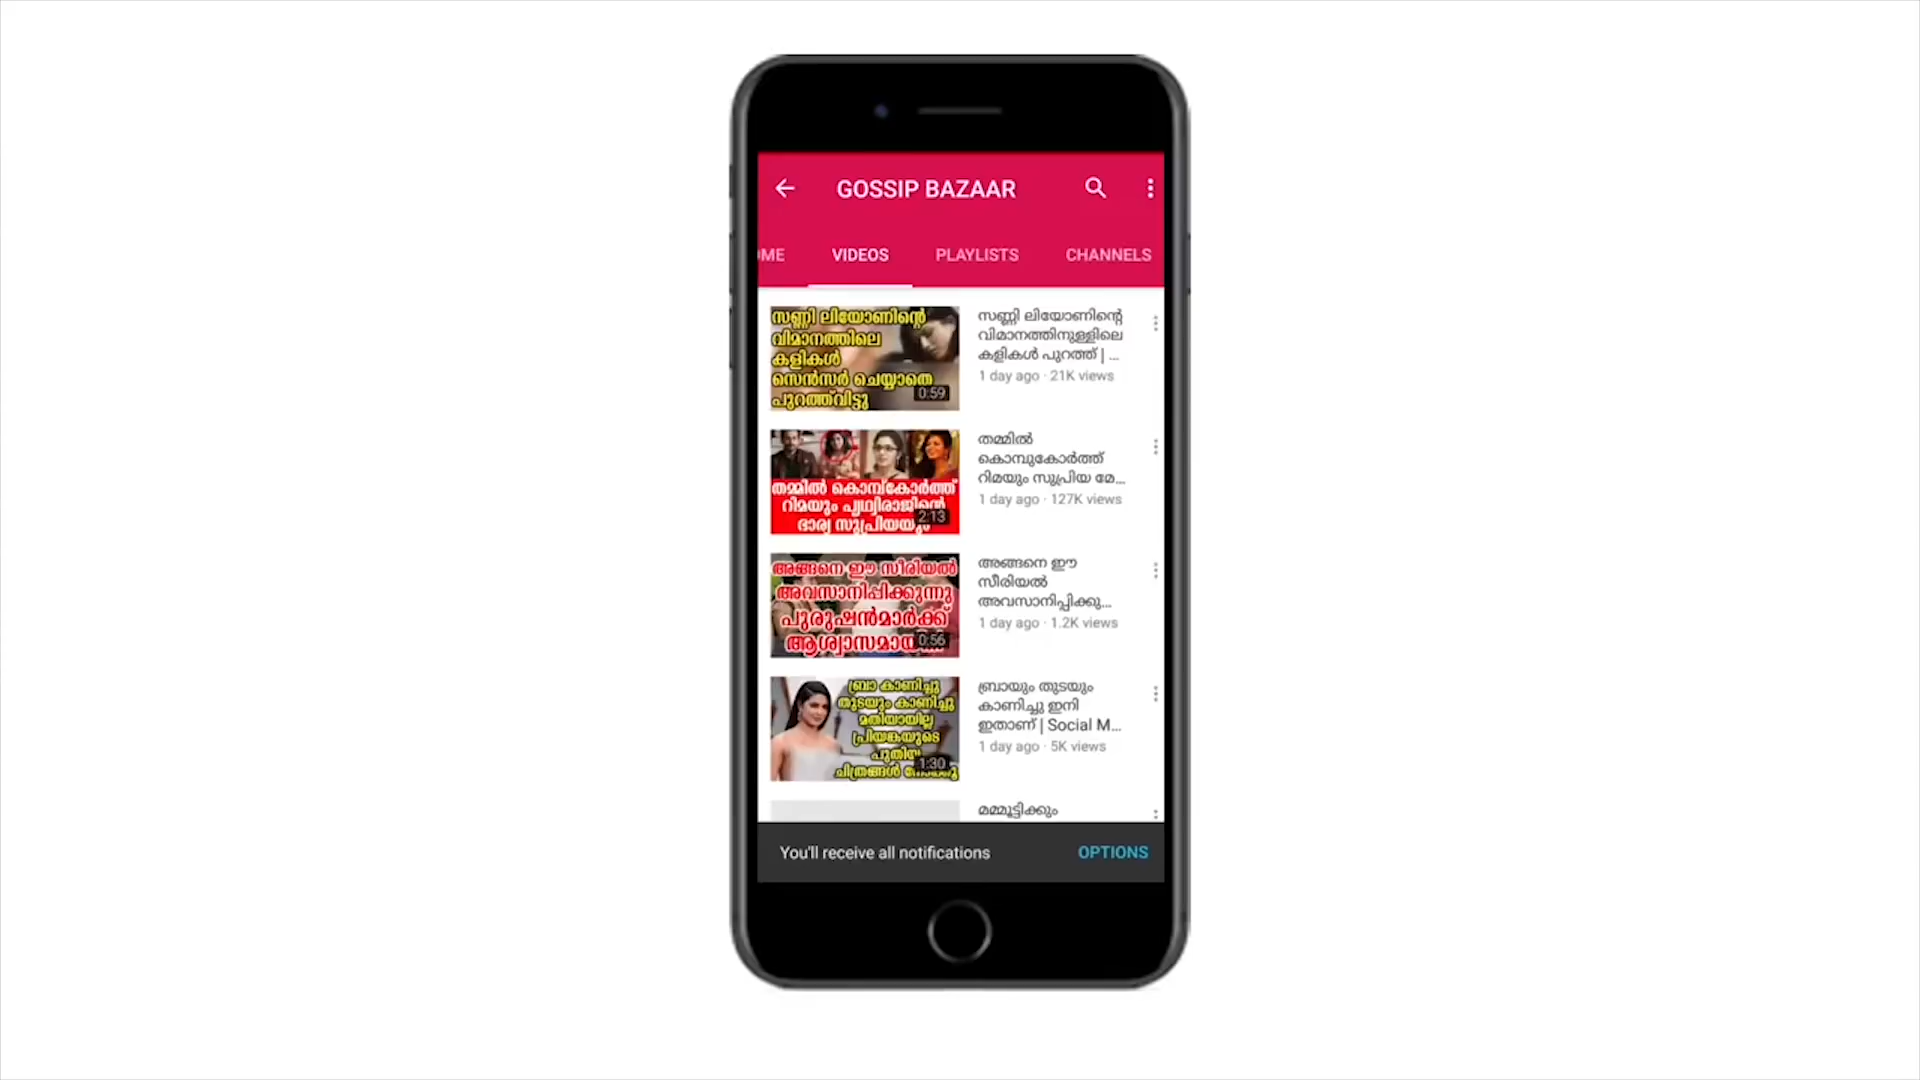 GOSSIP BAZAAR
OME VIDEOS PLAYLISTS CHANNELS
സണ്ണി ലിയോണിന്റെ
വിമാനത്തിലെ
കളികൾ
സെൻസർ ചെയ്യാതെ
പുറത്ത്‌വിട്ടു
0:59
സണ്ണി ലിയോണിന്റെ
വിമാനത്തിനുള്ളിലെ
കളികൾ പുറത്ത് | ...
1 day ago · 21K views
തമ്മിൽ കൊമ്പ്കോർത്ത്
റിമയും പൃഥ്വിരാജിന്റെ
ഭാര്യ സുപ്രിയയും
2:13
തമ്മിൽ
കൊമ്പുകോർത്ത്
റിമയും സുപ്രിയ മേ...
1 day ago · 127K views
അങ്ങനെ ഈ സീരിയൽ
അവസാനിപ്പിക്കുന്നു
പുരുഷൻമാർക്ക്
0:56
അങ്ങനെ ഈ
സീരിയൽ
അവസാനിപ്പിക്കു...
1 day ago · 1.2K views
ബ്രാ കാണിച്ചു
തുടയും കാണിച്ചു
മതിയായില്ല
പ്രിയങ്കയുടെ
പുതിയ
ചിത്രങ്ങൾ
1:30
ബ്രായും തുടയും
കാണിച്ചു ഇനി
ഇതാണ് | Social M...
1 day ago · 5K views
മമ്മൂട്ടിക്കും
You'll receive all notifications OPTIONS